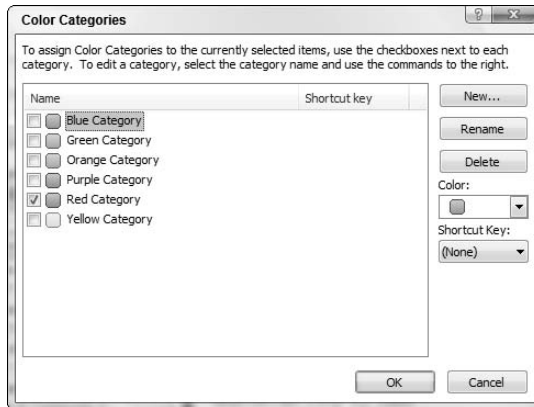 Color Categories
To assign Color Categories to the currently selected items, use the checkboxes next to each
category. To edit a category, select the category name and use the commands to the right.
Name Shortcut key
Blue Category
Green Category
Orange Category
Purple Category
Red Category
Yellow Category
New...
Rename
Delete
Color:
Shortcut Key:
(None)
OK Cancel